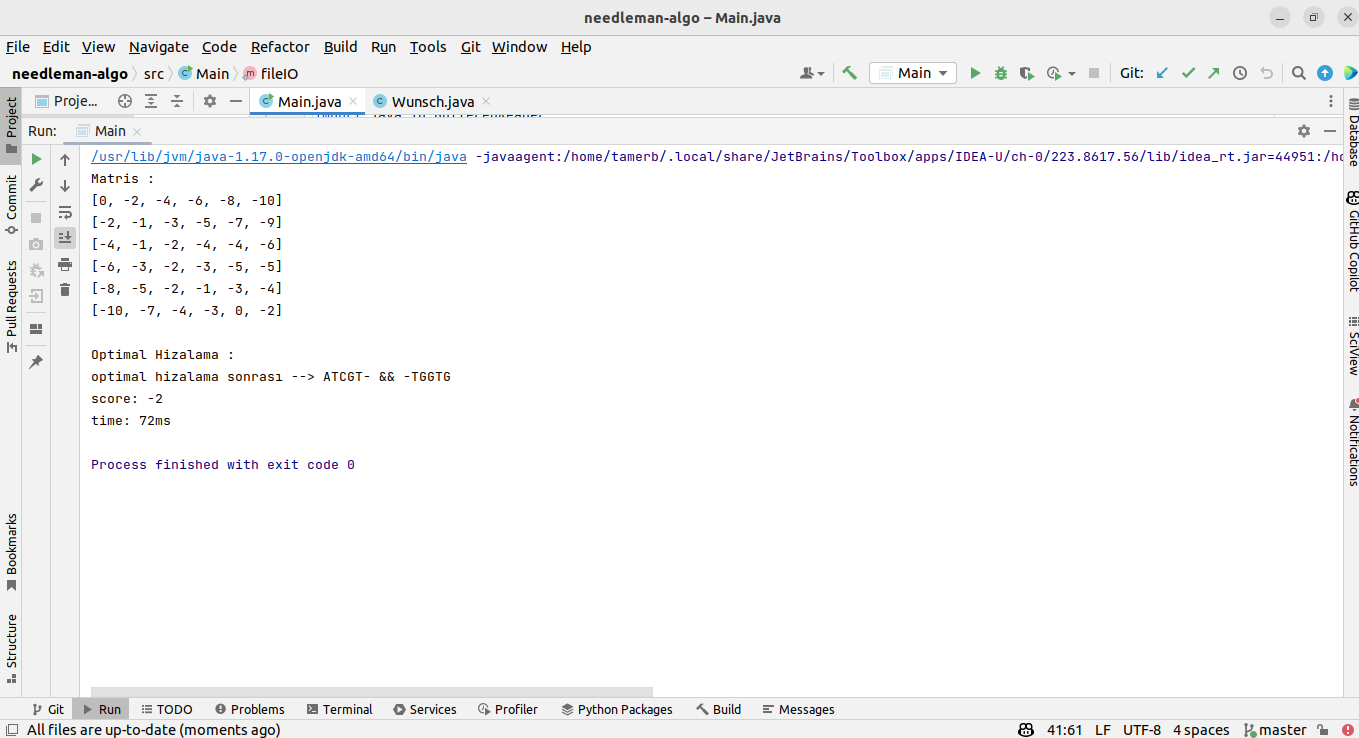 needleman-algo – Main.java
File Edit View Navigate Code Refactor Build Run Tools Git Window Help
needleman-algo src Main fileIO
Main
Git:
Proje...
Main.java
Wunsch.java
Run: Main
/usr/lib/jvm/java-1.17.0-openjdk-amd64/bin/java -javaagent:/home/tamerb/.local/share/JetBrains/Toolbox/apps/IDEA-U/ch-0/223.8617.56/lib/idea_rt.jar=44951:/ho
Matris :
[0, -2, -4, -6, -8, -10]
[-2, -1, -3, -5, -7, -9]
[-4, -1, -2, -4, -4, -6]
[-6, -3, -2, -3, -5, -5]
[-8, -5, -2, -1, -3, -4]
[-10, -7, -4, -3, 0, -2]
Optimal Hizalama :
optimal hizalama sonrası --> ATCGT- && -TGGTG
score: -2
time: 72ms
Process finished with exit code 0
Project
Commit
Pull Requests
Bookmarks
Structure
Database
GitHub Copilot
SciView
Notifications
Git Run TODO Problems Terminal Services Profiler Python Packages Build Messages
All files are up-to-date (moments ago)
41:61 LF UTF-8 4 spaces master